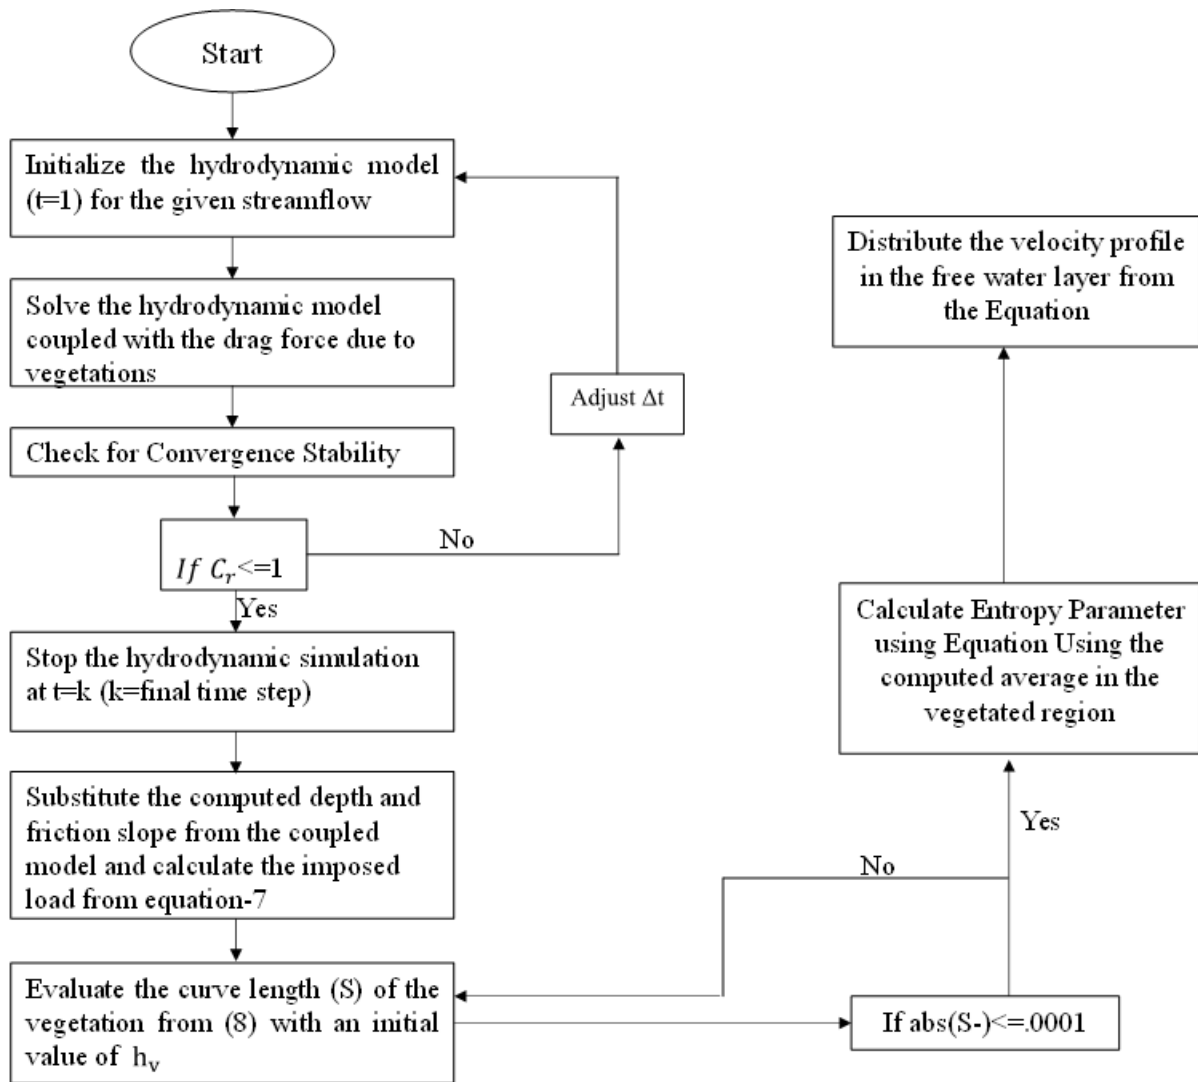 Start
Initialize the hydrodynamic model
(t=1) for the given streamflow
Solve the hydrodynamic model
coupled with the drag force due to
vegetations
Check for Convergence Stability
If C_r<=1
No
Adjust Δt
Yes
Stop the hydrodynamic simulation
at t=k (k=final time step)
Substitute the computed depth and
friction slope from the coupled
model and calculate the imposed
load from equation-7
Evaluate the curve length (S) of the
vegetation from (8) with an initial
value of h_v
If abs(S-)<=.0001
No
Yes
Calculate Entropy Parameter
using Equation Using the
computed average in the
vegetated region
Distribute the velocity profile
in the free water layer from
the Equation